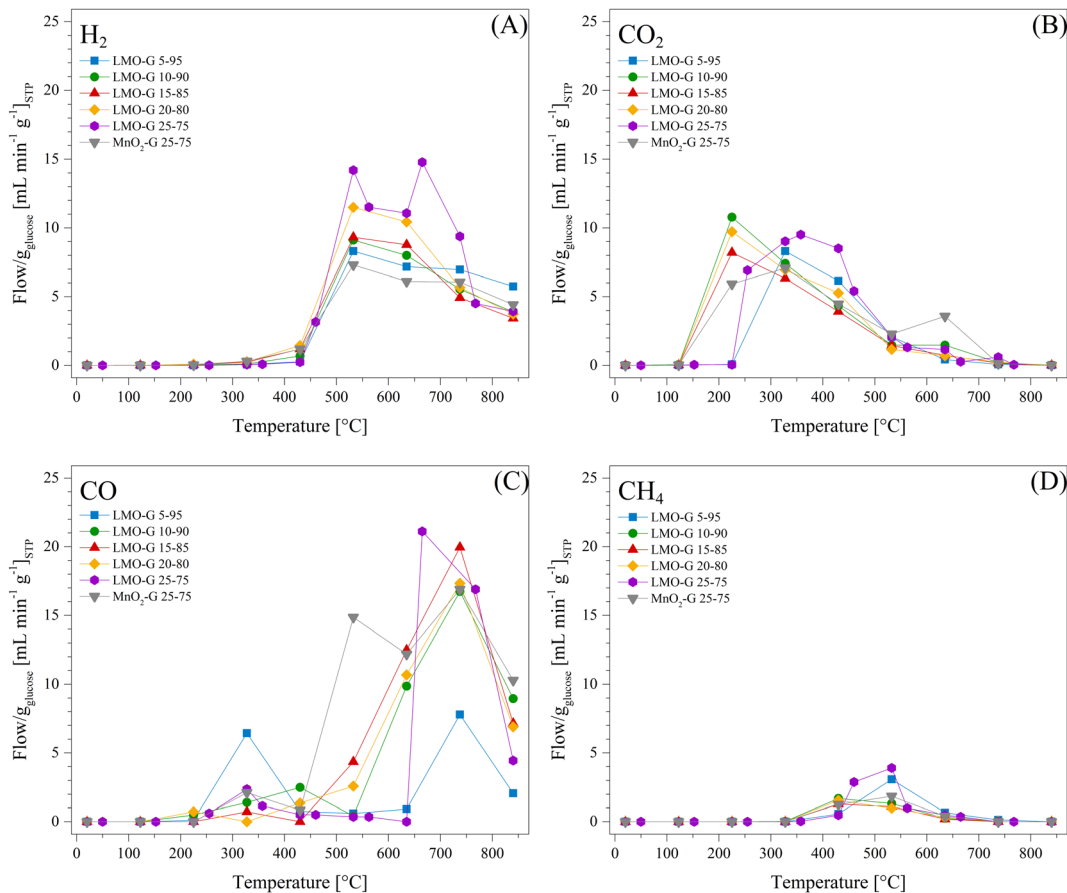 (A)
H₂
LMO-G 5-95
LMO-G 10-90
LMO-G 15-85
LMO-G 20-80
LMO-G 25-75
MnO₂-G 25-75
Flow/g_glucose [mL min⁻¹ g⁻¹]_STP
25
20
15
10
5
0
0 100 200 300 400 500 600 700 800
Temperature [°C]
(B)
CO₂
LMO-G 5-95
LMO-G 10-90
LMO-G 15-85
LMO-G 20-80
LMO-G 25-75
MnO₂-G 25-75
Flow/g_glucose [mL min⁻¹ g⁻¹]_STP
25
20
15
10
5
0
0 100 200 300 400 500 600 700 800
Temperature [°C]
(C)
CO
LMO-G 5-95
LMO-G 10-90
LMO-G 15-85
LMO-G 20-80
LMO-G 25-75
MnO₂-G 25-75
Flow/g_glucose [mL min⁻¹ g⁻¹]_STP
25
20
15
10
5
0
0 100 200 300 400 500 600 700 800
Temperature [°C]
(D)
CH₄
LMO-G 5-95
LMO-G 10-90
LMO-G 15-85
LMO-G 20-80
LMO-G 25-75
MnO₂-G 25-75
Flow/g_glucose [mL min⁻¹ g⁻¹]_STP
25
20
15
10
5
0
0 100 200 300 400 500 600 700 800
Temperature [°C]